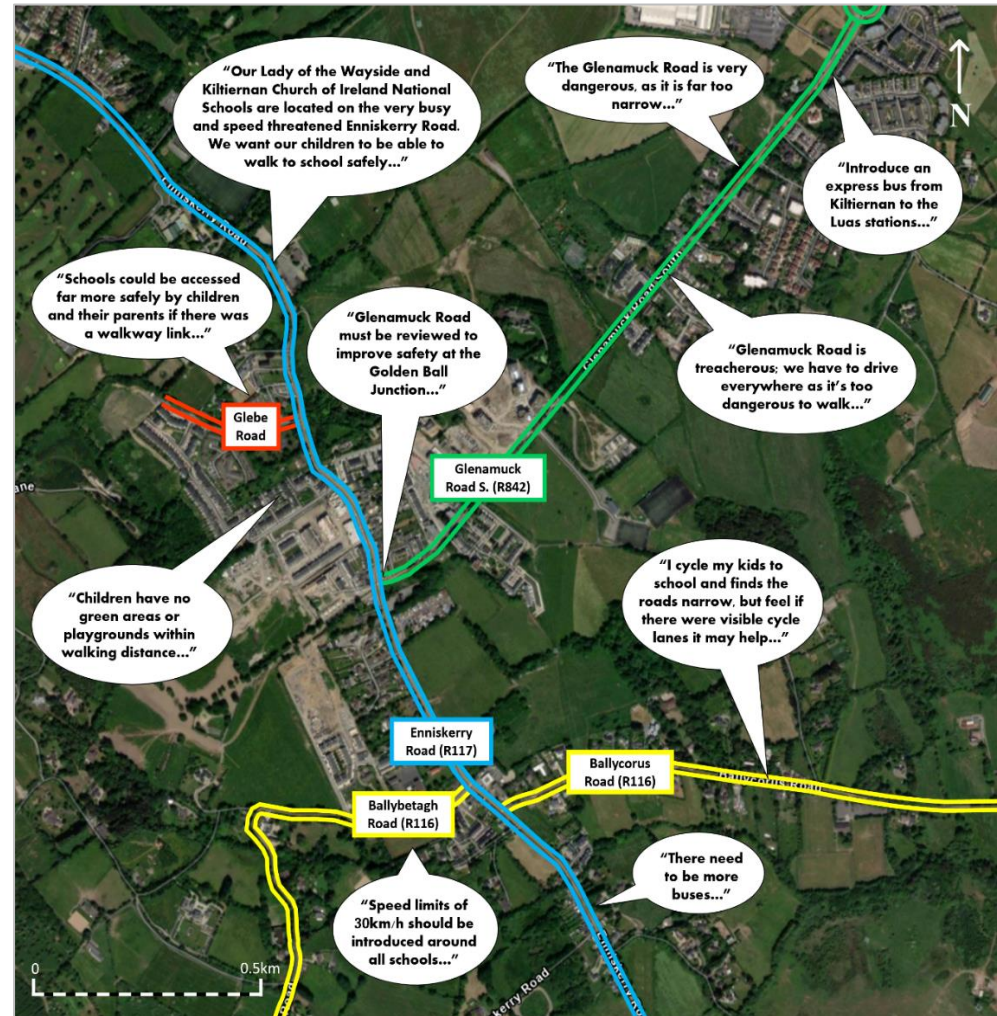 “Our Lady of the Wayside and
Kiltiernan Church of Ireland National
Schools are located on the very busy
and speed threatened Enniskerry Road.
We want our children to be able to
walk to school safely...”
“The Glenamuck Road is very
dangerous, as it is far too
narrow...”
N
“Introduce an
express bus from
Kiltiernan to the
Luas stations...”
Enniskerry Road
“Schools could be accessed
far more safely by children
and their parents if there was
a walkway link...”
“Glenamuck Road
must be reviewed to
improve safety at the
Golden Ball
Junction...”
Glenamuck Road South
“Glenamuck Road is
treacherous; we have to drive
everywhere as it’s too
dangerous to walk...”
Glebe
Road
Glenamuck
Road S. (R842)
“Children have no
green areas or
playgrounds within
walking distance...”
“I cycle my kids to
school and finds the
roads narrow, but feel if
there were visible cycle
lanes it may help...”
Enniskerry
Road (R117)
Ballycorus
Road (R116)
Ballycorus Road
Ballybetagh
Road (R116)
“There need
to be more
buses...”
“Speed limits of
30km/h should be
introduced around
all schools...”
0
0.5km
Road